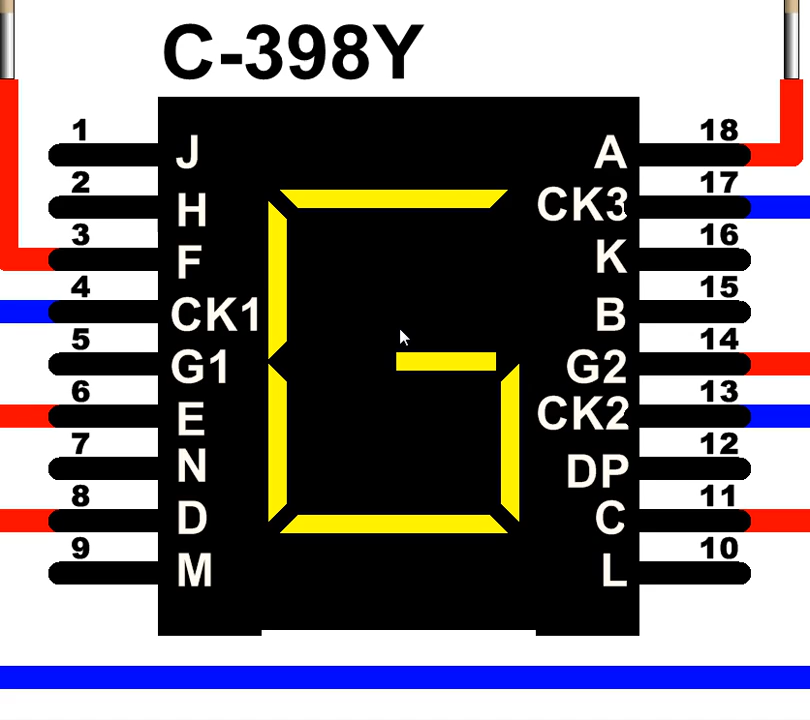 C-398Y
1 J A 18
2 H CK3 17
3 F K 16
4 CK1 B 15
5 G1 G2 14
6 E CK2 13
7 N DP 12
8 D C 11
9 M L 10